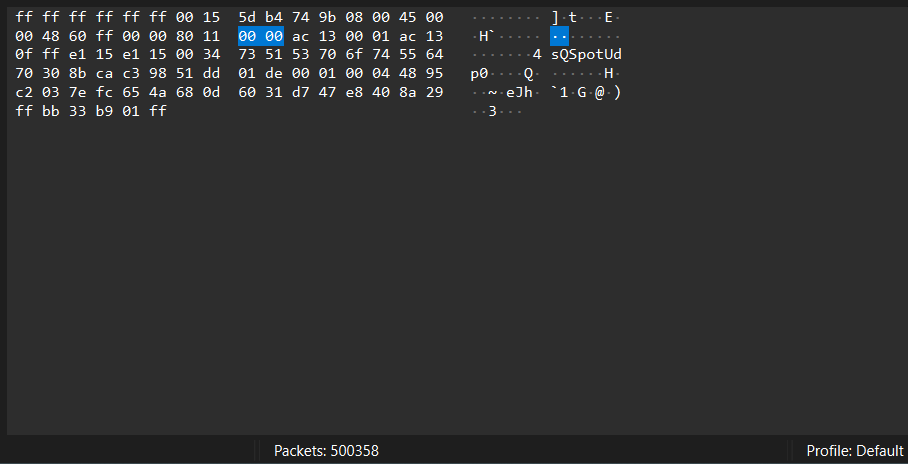 ff ff ff ff ff ff 00 15 5d b4 74 9b 08 00 45 00 ········]·t···E·
00 48 60 ff 00 00 80 11 00 00 ac 13 00 01 ac 13 ·H`·············
0f ff e1 15 e1 15 00 34 73 51 53 70 6f 74 55 64 ·······4sQSpotUd
70 30 8b ca c3 98 51 dd 01 de 00 01 00 04 48 95 p0····Q·······H·
c2 03 7e fc 65 4a 68 0d 60 31 d7 47 e8 40 8a 29 ··~·eJh·`1·G·@·)
ff bb 33 b9 01 ff ··3···
Packets: 500358
Profile: Default